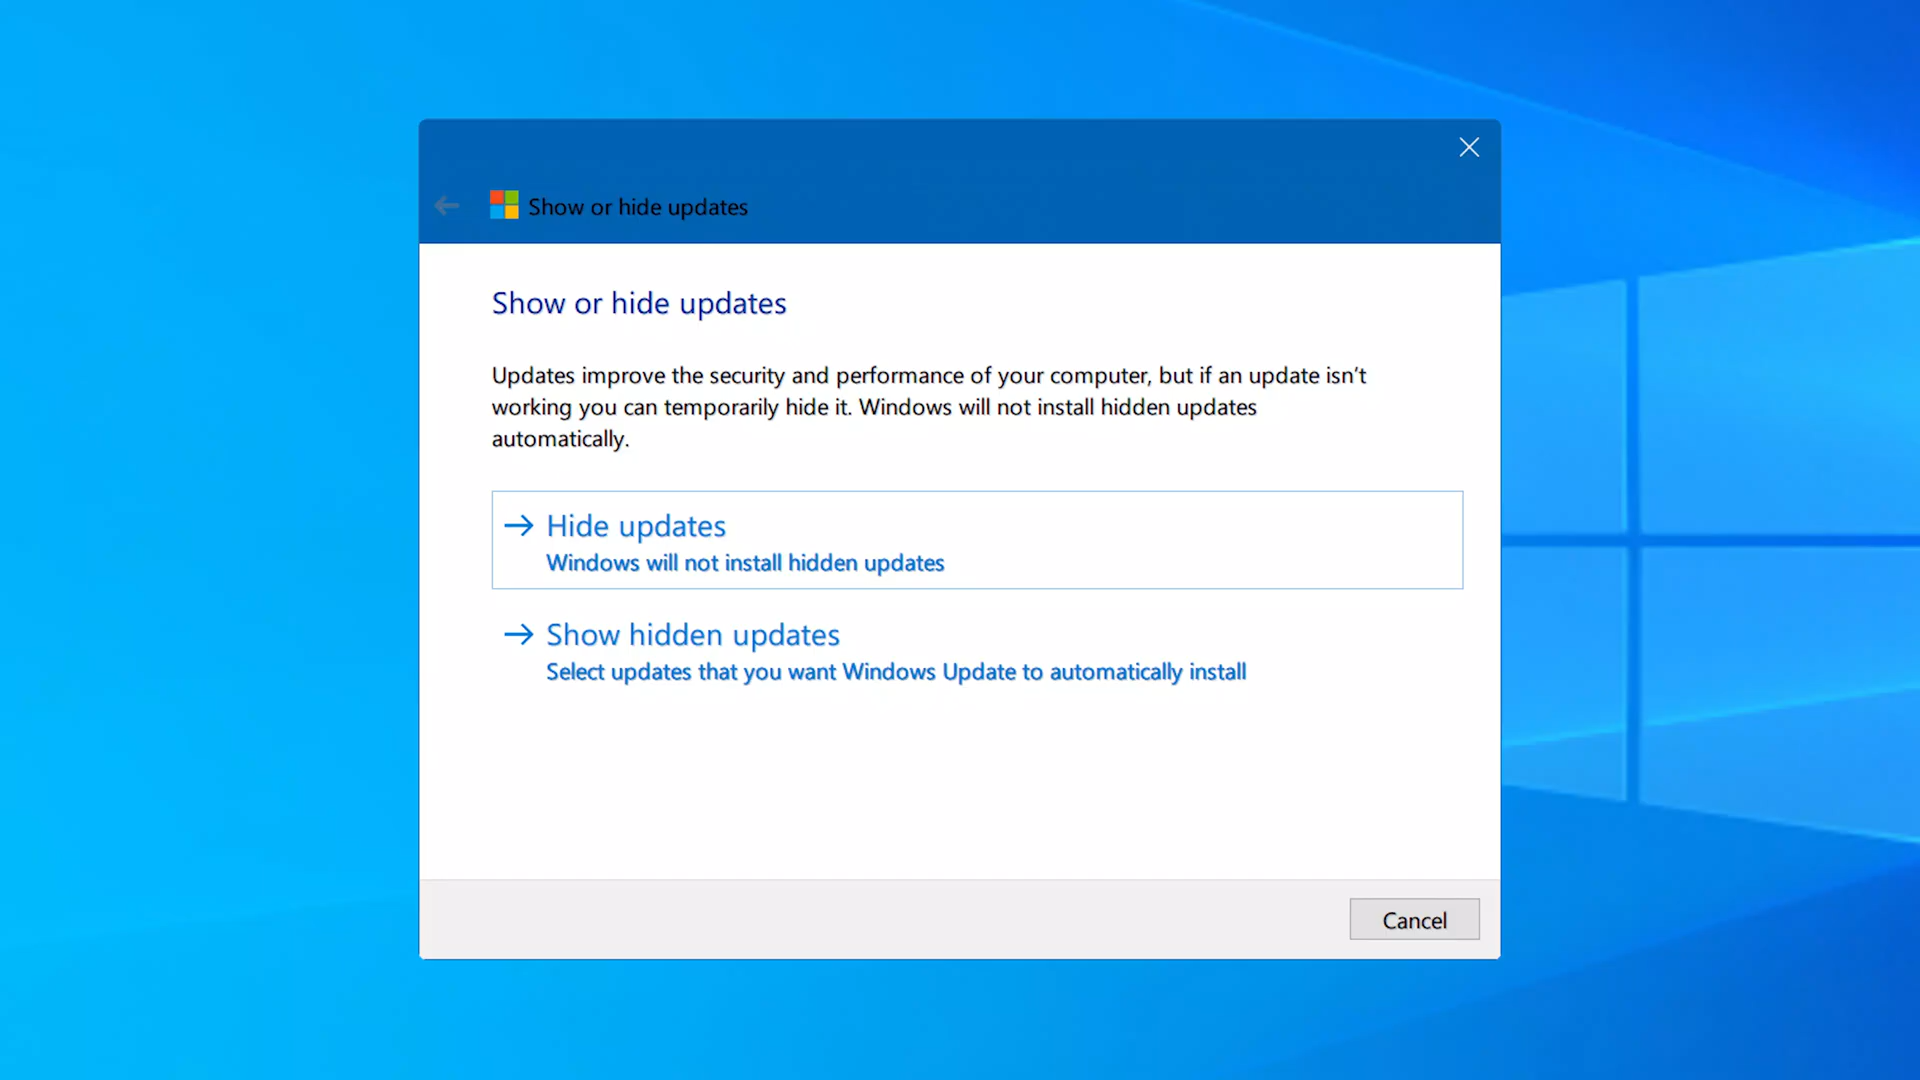 Show or hide updates
Show or hide updates
Updates improve the security and performance of your computer, but if an update isn't
working you can temporarily hide it. Windows will not install hidden updates
automatically.
Hide updates
Windows will not install hidden updates
Show hidden updates
Select updates that you want Windows Update to automatically install
Cancel